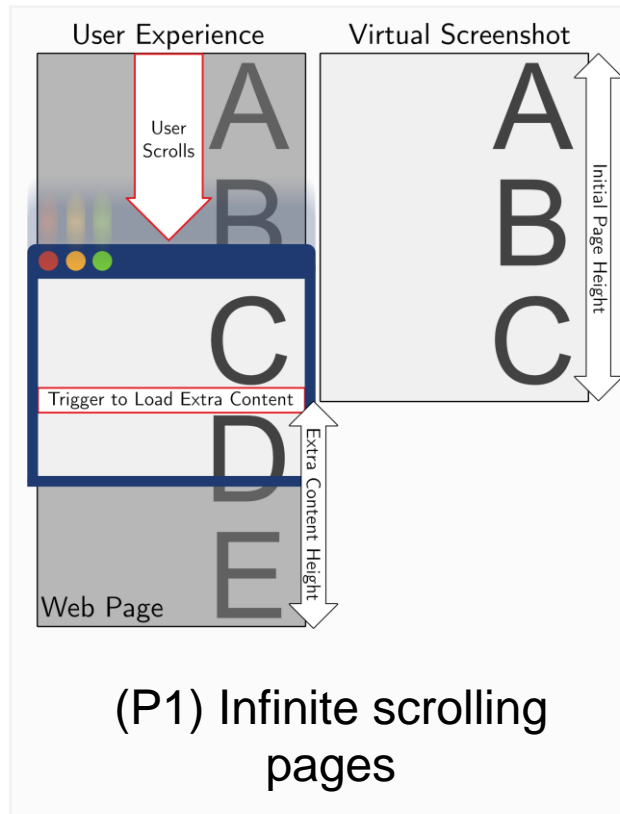 User Experience
Virtual Screenshot
User
Scrolls
A
B
C
Trigger to Load Extra Content
D
E
Web Page
Extra Content Height
A
B
C
Initial Page Height
(P1) Infinite scrolling
pages